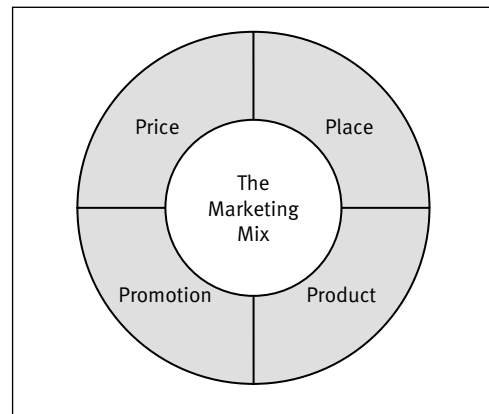 Price
Place
The
Marketing
Mix
Promotion
Product